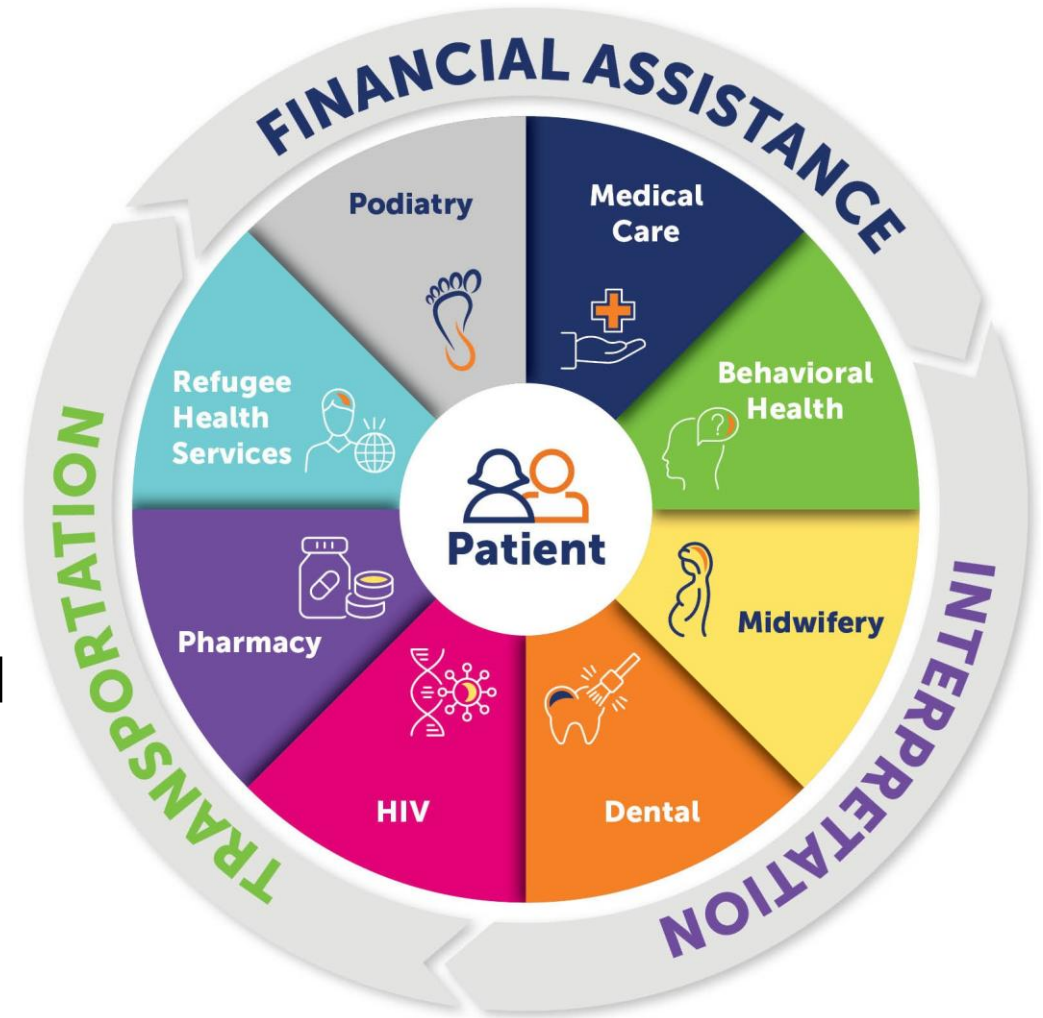 FINANCIAL ASSISTANCE
Podiatry
Medical
Care
Behavioral
Health
Refugee
Health
Services
Patient
Midwifery
Pharmacy
HIV
Dental
TRANSPORTATION
INTERPRETATION
?